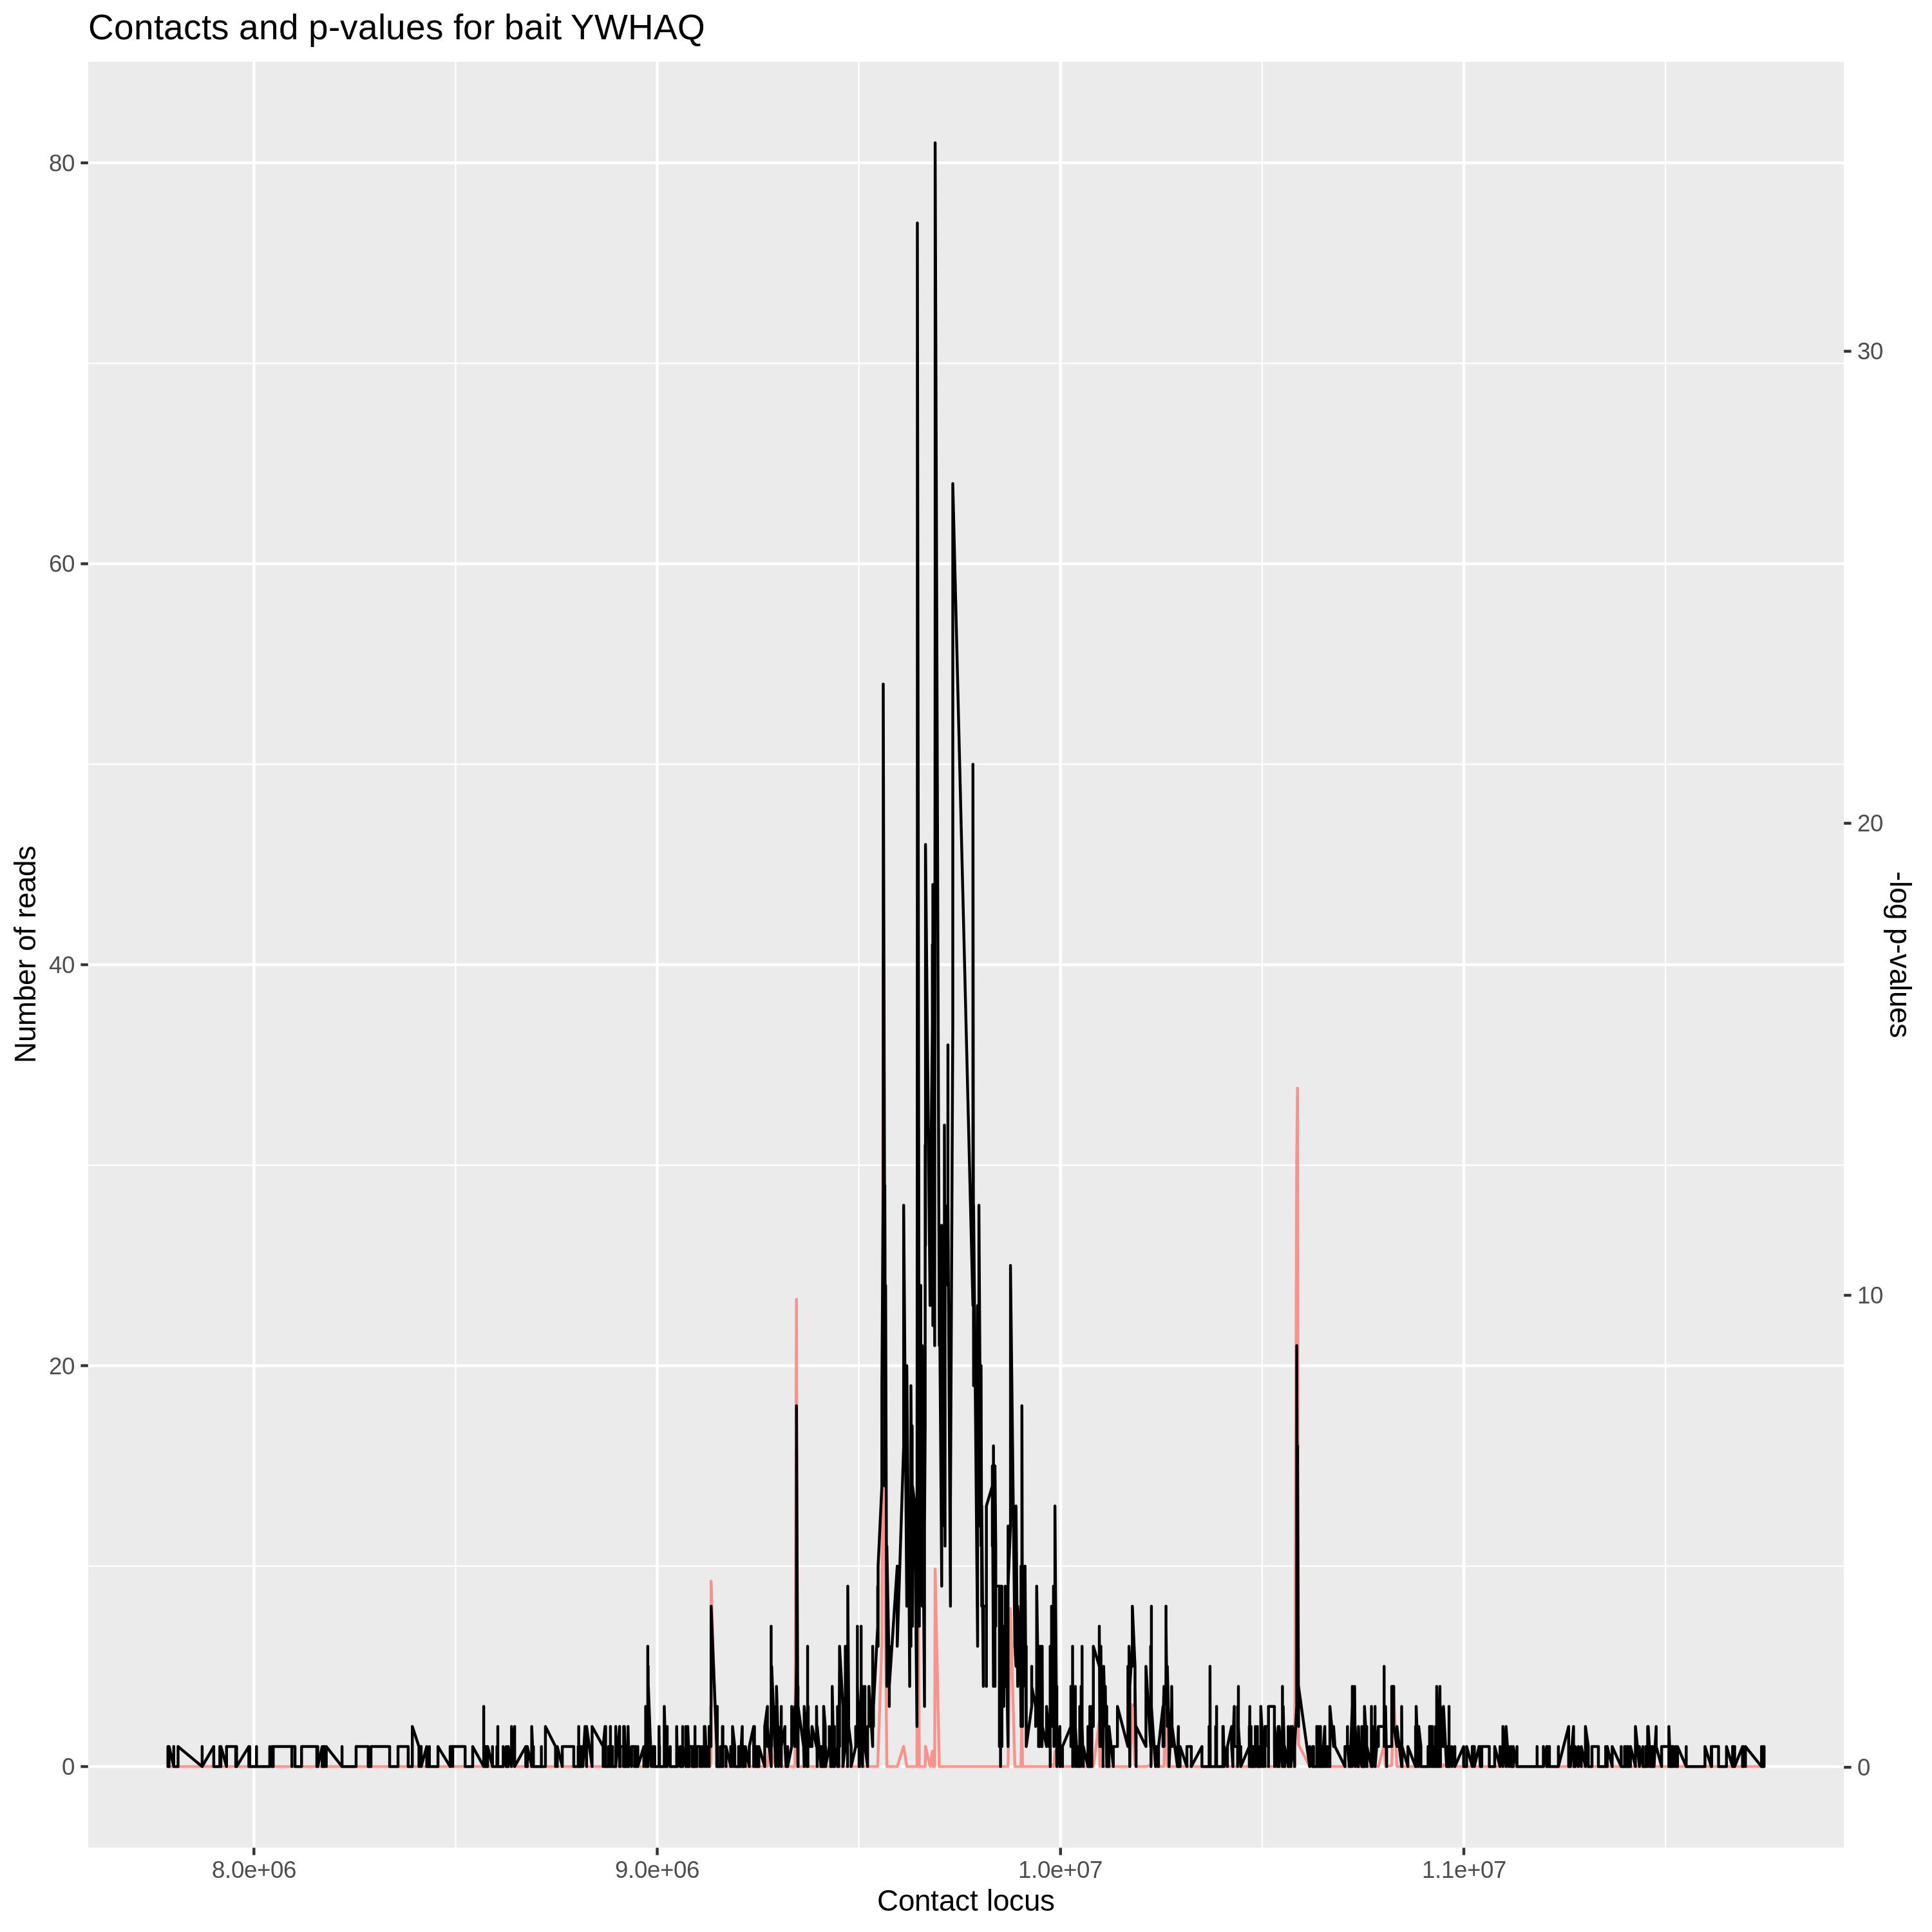 Contacts and p-values for bait YWHAQ
80
60
40
20
0
Number of reads
30
20
10
0
-log p-values
8.0e+06
9.0e+06
1.0e+07
1.1e+07
Contact locus